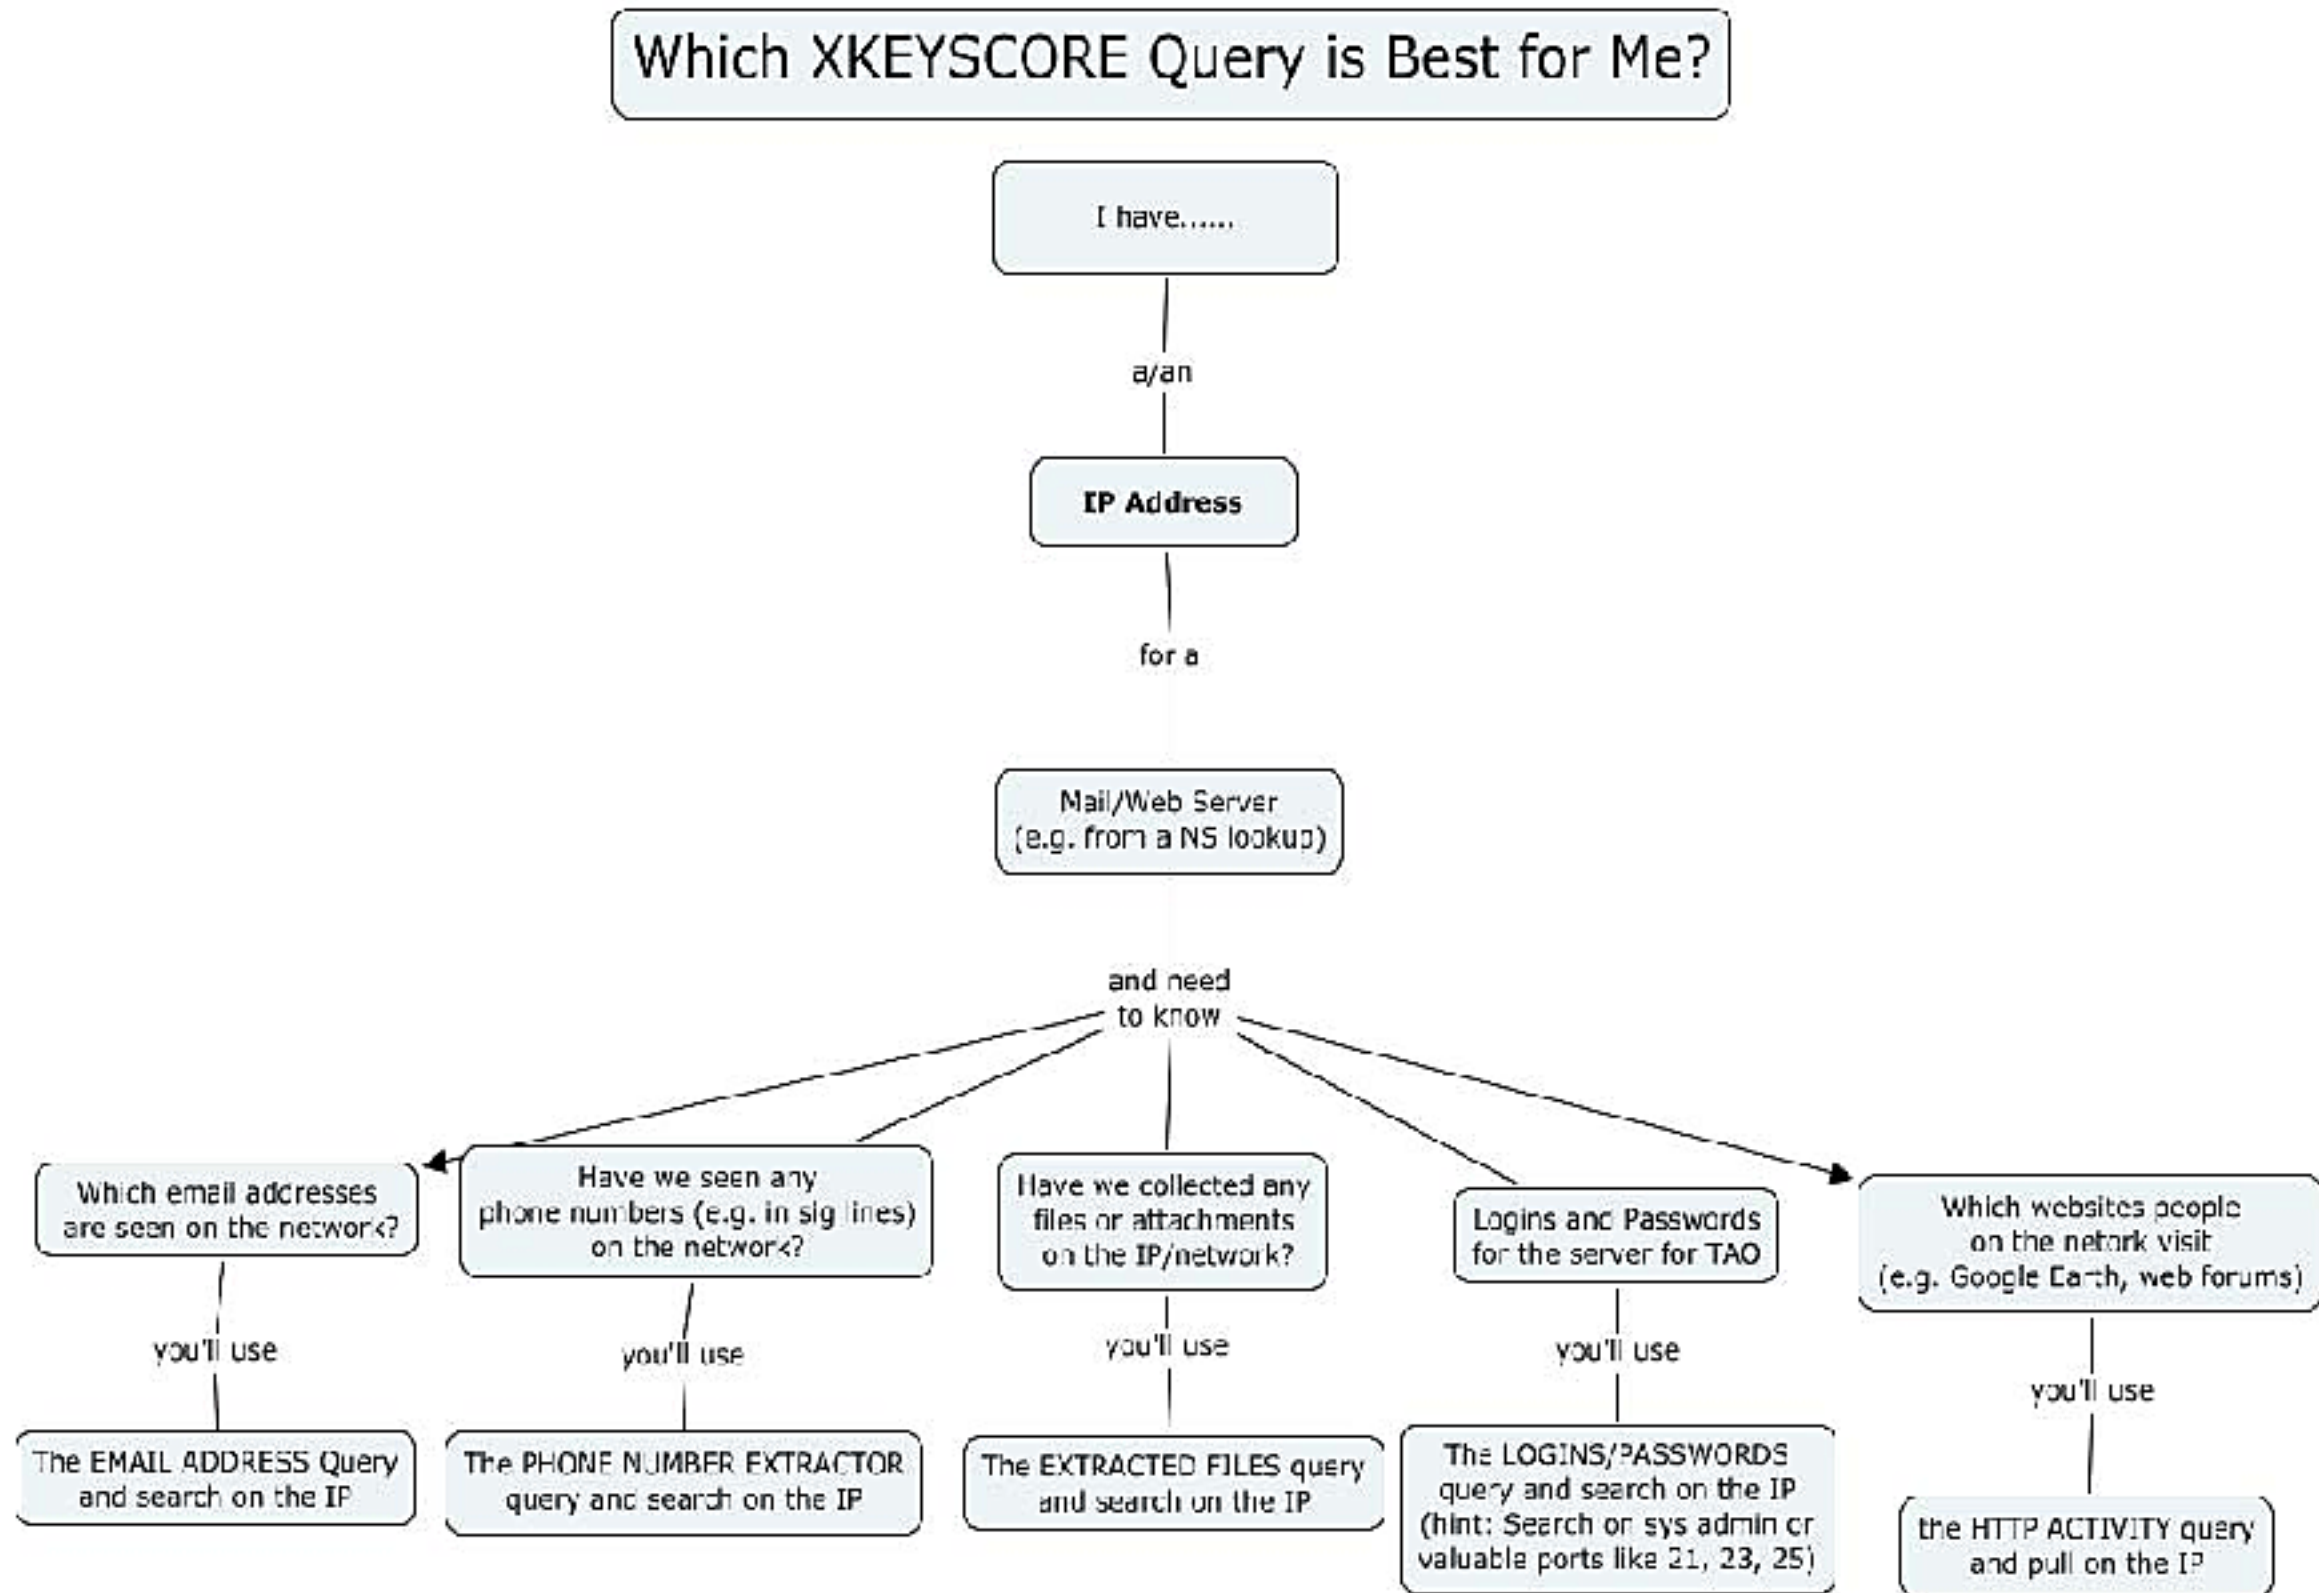 Which XKEYSCORE Query is Best for Me?
I have......
a/an
IP Address
for a
Mail/Web Server
(e.g. from a NS lookup)
and need
to know
Which email addresses
are seen on the network?
you'll use
The EMAIL ADDRESS Query
and search on the IP
Have we seen any
phone numbers (e.g. in sig lines)
on the network?
you'll use
The PHONE NUMBER EXTRACTOR
query and search on the IP
Have we collected any
files or attachments
on the IP/network?
you'll use
The EXTRACTED FILES query
and search on the IP
Logins and Passwords
for the server for TAO
you'll use
The LOGINS/PASSWORDS
query and search on the IP
(hint: Search on sys admin or
valuable ports like 21, 23, 25)
Which websites people
on the netork visit
(e.g. Google Earth, web forums)
you'll use
the HTTP ACTIVITY query
and pull on the IP